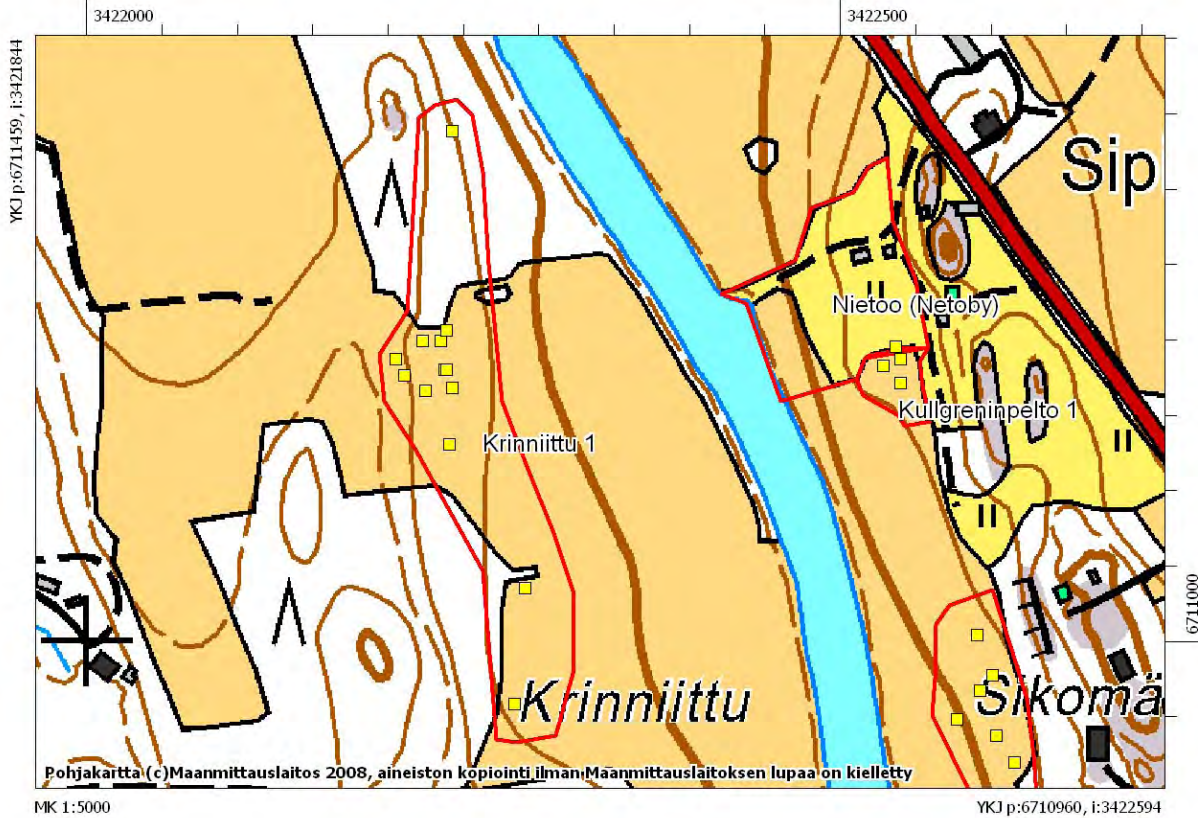 3422000
3422500
YKJ p:6711459, i:3421844
Sip
Nietoo (Netoby)
Kullgreninpelto 1
Krinniittu 1
6711000
Krinniittu
Sikomä
Pohjakartta (c)Maanmittauslaitos 2008, aineiston kopiointi ilman Maanmittauslaitoksen lupaa on kielletty
MK 1:5000
YKJ p:6710960, i:3422594